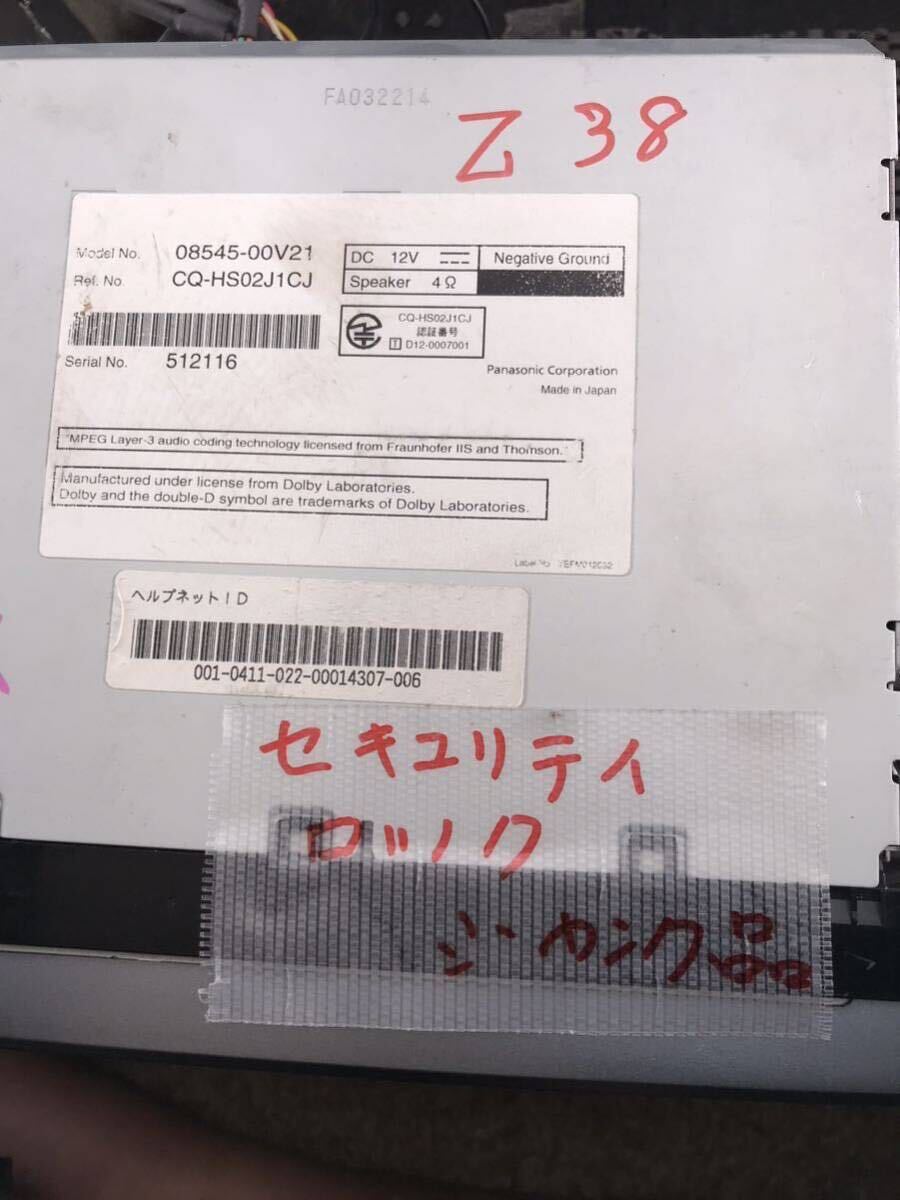 FA032214
Z 38
Model No. 08545-00V21
Ref. No. CQ-HS02J1CJ
DC 12V Negative Ground
Speaker 4Ω
CQ-HS02J1CJ
認証番号
T D12-0007001
Serial No. 512116
Panasonic Corporation
Made in Japan
"MPEG Layer-3 audio coding technology licensed from Fraunhofer IIS and Thomson."
Manufactured under license from Dolby Laboratories.
Dolby and the double-D symbol are trademarks of Dolby Laboratories.
Label No.
ヘルプネットID
001-0411-022-00014307-006
セキュリティ
ロック
品